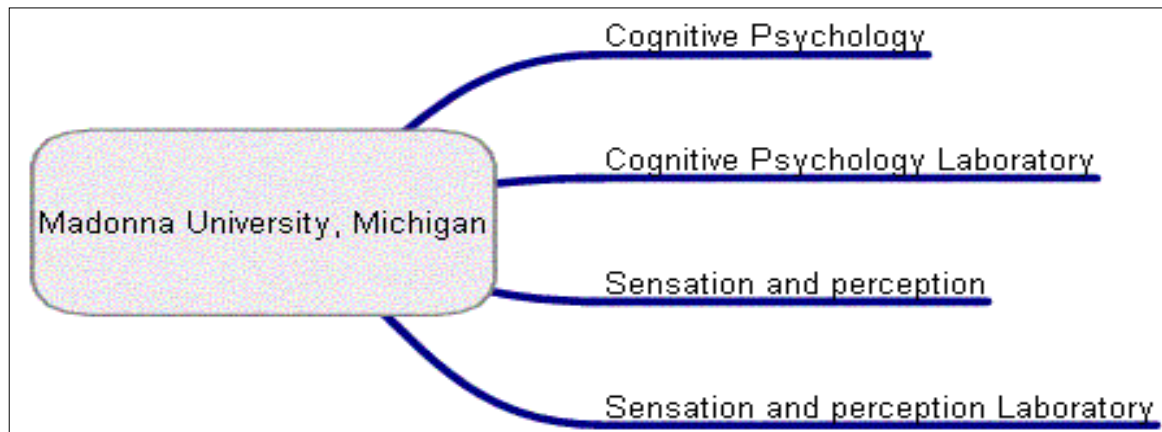 Cognitive Psychology
Cognitive Psychology Laboratory
Madonna University, Michigan
Sensation and perception
Sensation and perception Laboratory